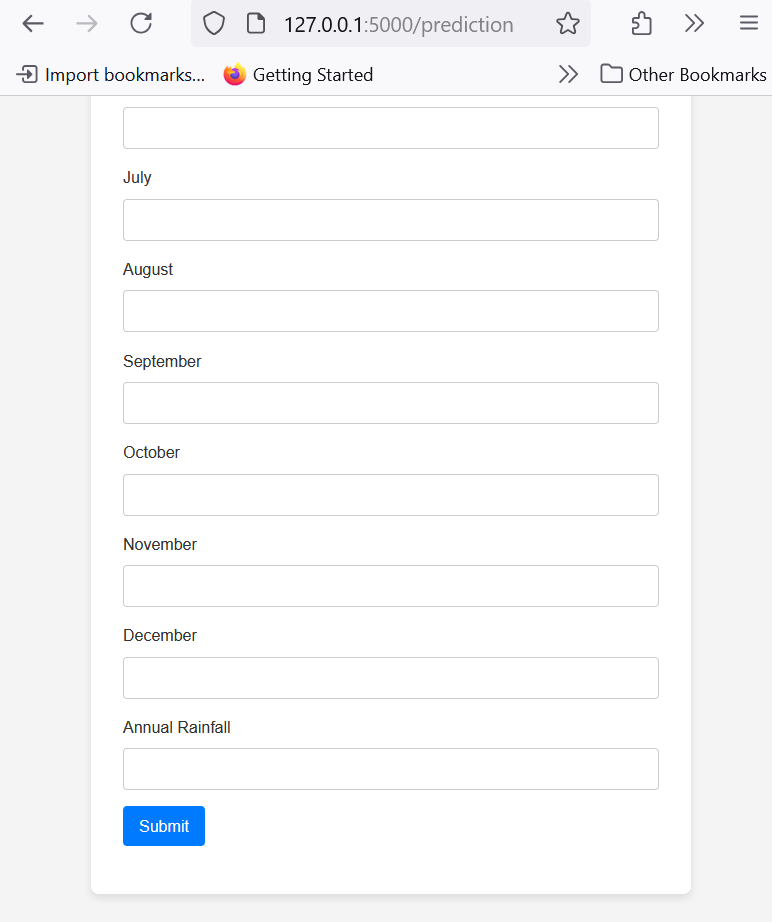 127.0.0.1:5000/prediction
Import bookmarks... Getting Started Other Bookmarks
July
August
September
October
November
December
Annual Rainfall
Submit